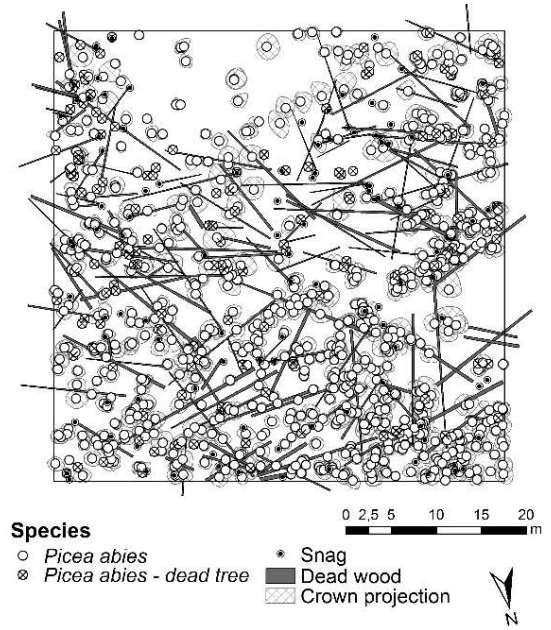 Species
Picea abies
Picea abies - dead tree
Snag
Dead wood
Crown projection
0 2,5 5 10 15 20
m
N